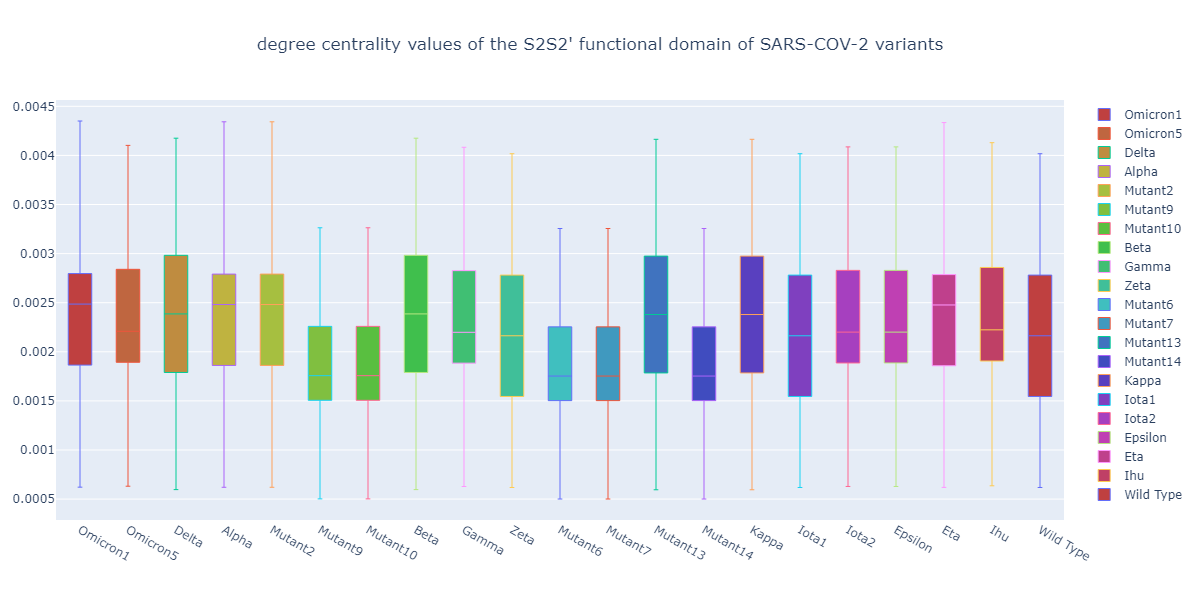 degree centrality values of the S2S2' functional domain of SARS-COV-2 variants
0.0045
0.004
0.0035
0.003
0.0025
0.002
0.0015
0.001
0.0005
Omicron1
Omicron5
Delta
Alpha
Mutant2
Mutant9
Mutant10
Beta
Gamma
Zeta
Mutant6
Mutant7
Mutant13
Mutant14
Kappa
Iota1
Iota2
Epsilon
Eta
Ihu
Wild Type
Omicron1
Omicron5
Delta
Alpha
Mutant2
Mutant9
Mutant10
Beta
Gamma
Zeta
Mutant6
Mutant7
Mutant13
Mutant14
Kappa
Iota1
Iota2
Epsilon
Eta
Ihu
Wild Type